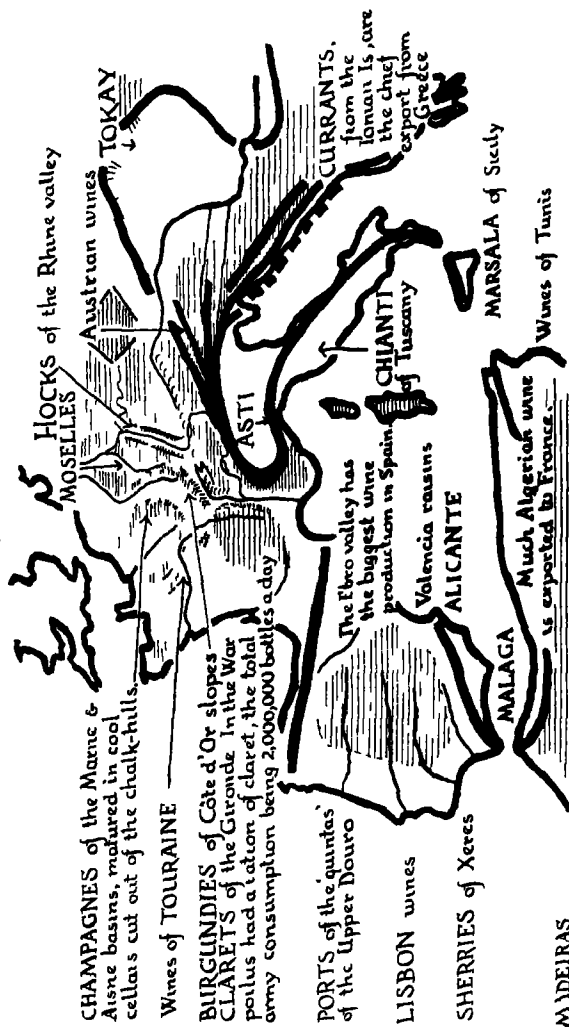 CHAMPAGNES of the Marne &
Aisne basins, matured in cool
cellars cut out of the chalk-hills.
Wines of TOURAINE
BURGUNDIES of Côte d'Or slopes
CLARETS of the Gironde In the War
poilus had a ration of claret, the total
army consumption being 2,000,000 bottles a day
PORTS of the 'quintas'
of the Upper Douro
LISBON wines
SHERRIES of Xeres
MADEIRAS
MOSELLES
HOCKS of the Rhine valley
Austrian wines
TOKAY
ASTI
CURRANTS,
from the
Ionian Is, are
the chief
export from
Greece
CHIANTI
of Tuscany
MARSALA of Sicily
The Ebro valley has
the biggest wine
production in Spain
Valencia raisins
ALICANTE
MALAGA
Much Algerian wine
is exported to France.
Wines of Tunis